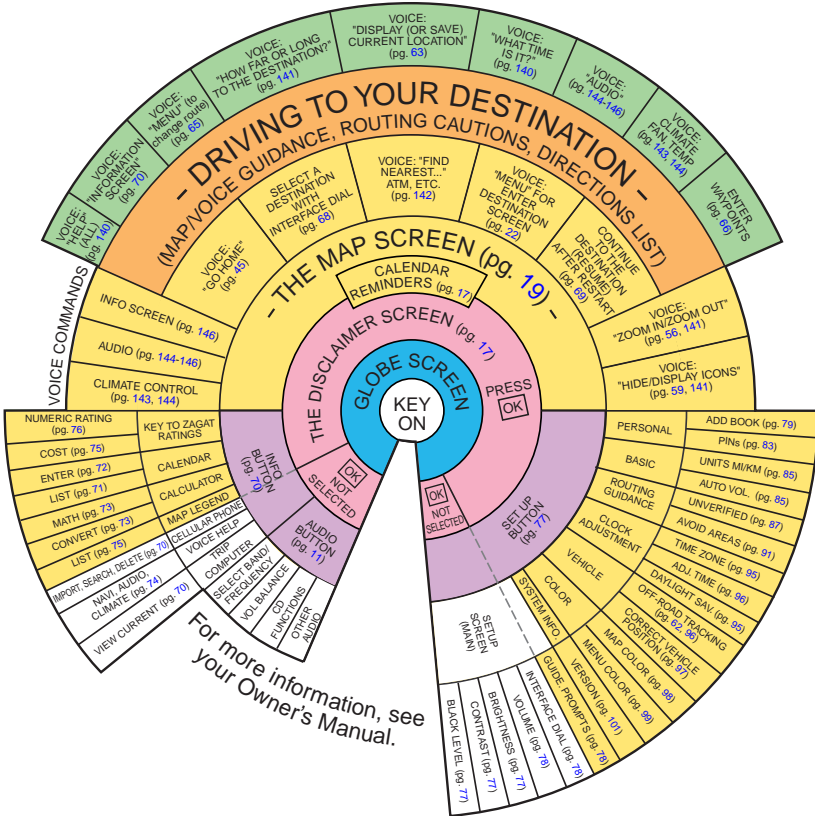 VOICE:
"HELP"
(ALL)
(pg. 140)
VOICE:
"INFORMATION
SCREEN"
(pg. 70)
VOICE:
"MENU" (to
change route)
(pg. 65)
VOICE:
"HOW FAR OR LONG
TO THE DESTINATION?"
(pg. 141)
VOICE:
"DISPLAY (OR SAVE)
CURRENT LOCATION"
(pg. 63)
VOICE:
"WHAT TIME
IS IT?"
(pg. 140)
VOICE:
"AUDIO"
(pg. 144-146)
VOICE:
CLIMATE
FAN, TEMP
(pg. 143, 144)
ENTER
WAYPOINTS
(pg. 66)
- DRIVING TO YOUR DESTINATION -
(MAP/VOICE GUIDANCE, ROUTING CAUTIONS, DIRECTIONS LIST)
VOICE:
"GO HOME"
(pg. 45)
SELECT A
DESTINATION
WITH
INTERFACE DIAL
(pg. 68)
VOICE: "FIND
NEAREST..."
ATM, ETC.
(pg. 142)
VOICE:
"MENU" FOR
ENTER
DESTINATION
SCREEN
(pg. 22)
CONTINUE
TO THE
DESTINATION
(RESUME)
AFTER RESTART
(pg. 69)
VOICE COMMANDS
INFO SCREEN (pg. 146)
AUDIO (pg. 144-146)
CLIMATE CONTROL
(pg. 143, 144)
- THE MAP SCREEN (pg. 19) -
VOICE:
"ZOOM IN/ZOOM OUT"
(pg. 56, 141)
VOICE:
"HIDE/DISPLAY ICONS"
(pg. 59, 141)
CALENDAR
REMINDERS (pg. 17)
THE DISCLAIMER SCREEN (pg. 17)
PRESS
OK
GLOBE SCREEN
KEY
ON
OK
NOT
SELECTED
OK
NOT
SELECTED
INFO
BUTTON
(pg. 70)
AUDIO
BUTTON
(pg. 11)
SET UP
BUTTON
(pg. 77)
NUMERIC RATING
(pg. 76)
COST (pg. 75)
ENTER (pg. 72)
LIST (pg. 71)
MATH (pg. 73)
CONVERT (pg. 73)
LIST (pg. 75)
IMPORT, SEARCH, DELETE (pg. 70)
NAVI, AUDIO,
CLIMATE (pg. 74)
VIEW CURRENT (pg. 70)
KEY TO ZAGAT
RATINGS
CALENDAR
CALCULATOR
MAP LEGEND
CELLULAR PHONE
VOICE HELP
TRIP
COMPUTER
SELECT BAND/
FREQUENCY
VOL BALANCE
CD
FUNCTIONS
OTHER
AUDIO
PERSONAL
BASIC
ROUTING
GUIDANCE
CLOCK
ADJUSTMENT
VEHICLE
COLOR
SYSTEM INFO.
SETUP
SCREEN
(MAIN)
ADD BOOK (pg. 79)
PINs (pg. 83)
UNITS MI/KM (pg. 85)
AUTO VOL. (pg. 85)
UNVERIFIED (pg. 87)
AVOID AREAS (pg. 91)
TIME ZONE (pg. 95)
ADJ. TIME (pg. 96)
DAYLIGHT SAV. (pg. 95)
OFF-ROAD TRACKING
(pg. 62, 96)
CORRECT VEHICLE
POSITION (pg. 97)
MAP COLOR (pg. 98)
MENU COLOR (pg. 99)
VERSION (pg. 101)
GUIDE. PROMPTS (pg. 78)
INTERFACE DIAL (pg. 78)
VOLUME (pg. 78)
BRIGHTNESS (pg. 77)
CONTRAST (pg. 77)
BLACK LEVEL (pg. 77)
For more information, see
your Owner's Manual.